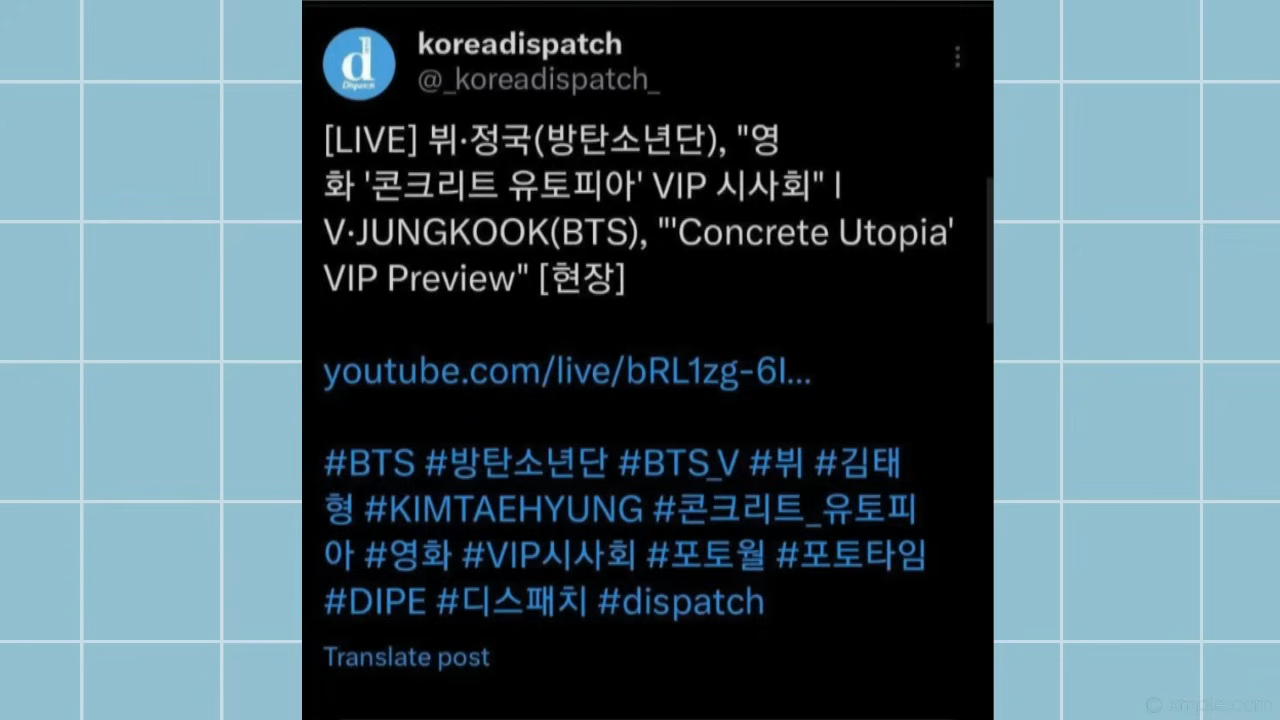 koreadispatch
@_koreadispatch_
[LIVE] 뷔·정국(방탄소년단), "영
화 '콘크리트 유토피아' VIP 시사회" |
V·JUNGKOOK(BTS), "'Concrete Utopia'
VIP Preview" [현장]
youtube.com/live/bRL1zg-6I...
#BTS #방탄소년단 #BTS_V #뷔 #김태
형 #KIMTAEHYUNG #콘크리트_유토피
아 #영화 #VIP시사회 #포토월 #포토타임
#DIPE #디스패치 #dispatch
Translate post
d
Dispatch